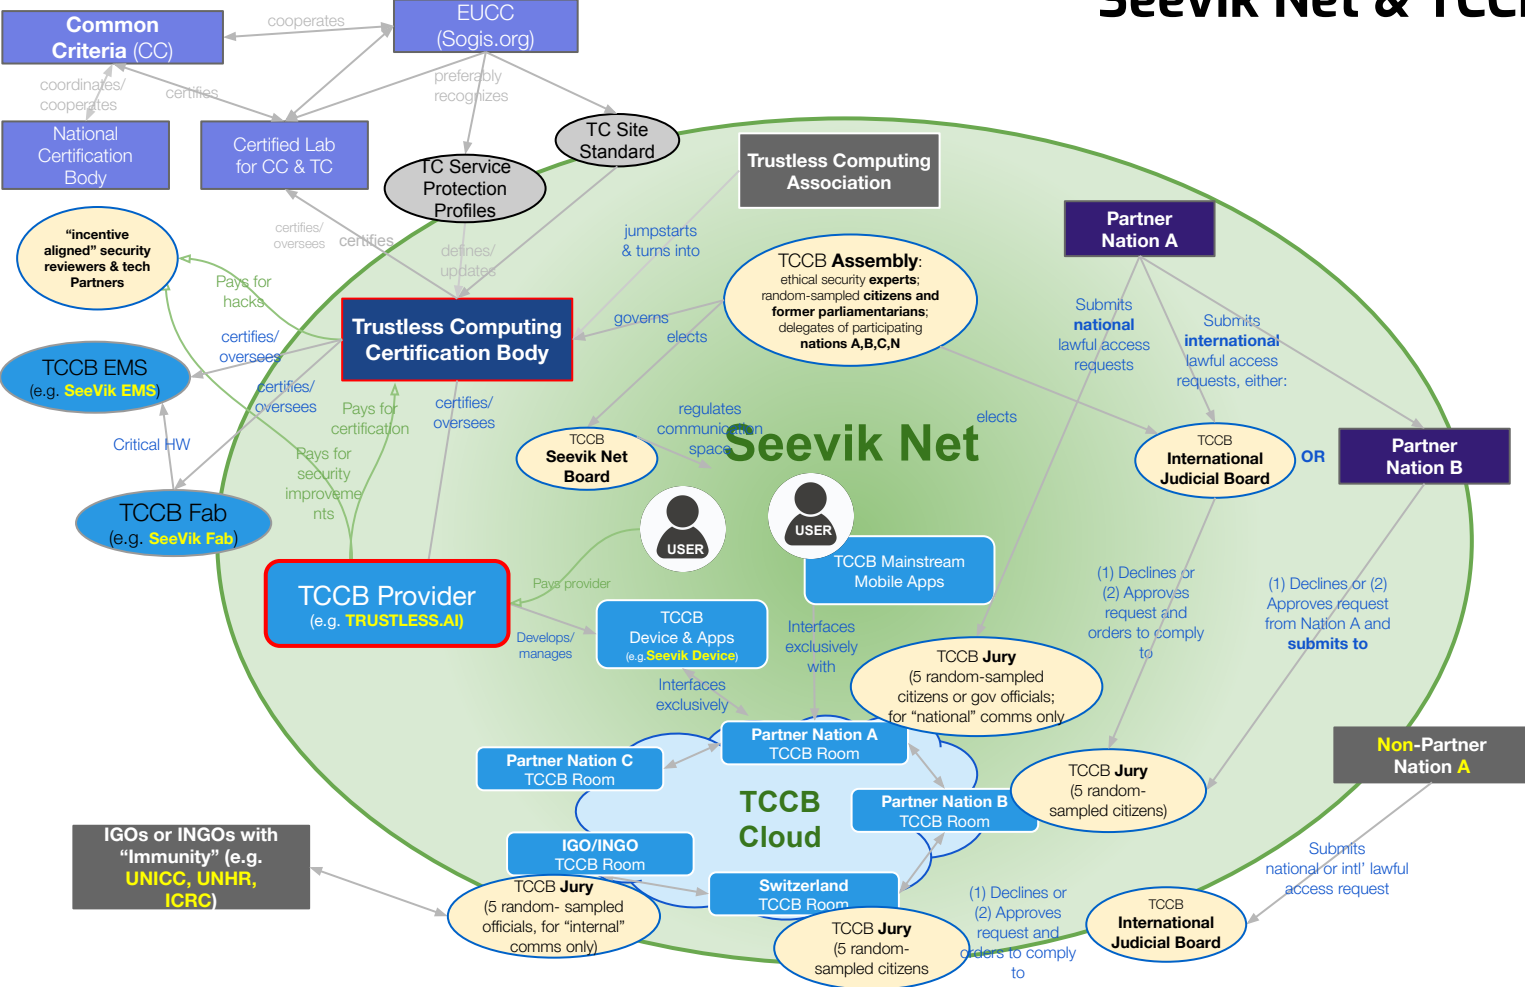 Seevik Net & TCCB
Common
Criteria (CC)
cooperates
EUCC
(Sogis.org)
coordinates/
cooperates
certifies
preferably
recognizes
National
Certification
Body
Certified Lab
for CC & TC
TC Site
Standard
TC Service
Protection
Profiles
Trustless Computing
Association
Partner
Nation A
“incentive
aligned” security
reviewers & tech
Partners
certifies/
oversees
certifies
defines/
updates
jumpstarts
& turns into
TCCB Assembly:
ethical security experts;
random-sampled citizens and
former parliamentarians;
delegates of participating
nations A,B,C,N
Pays for
hacks
Trustless Computing
Certification Body
governs
elects
Submits
national
lawful access
requests
Submits
international
lawful access
requests, either:
certifies/
oversees
TCCB EMS
(e.g. SeeVik EMS)
certifies/
oversees
Pays for
certification
certifies/
oversees
regulates
communication
space
elects
Seevik Net
Critical HW
Pays for
security
improveme
nts
TCCB
Seevik Net
Board
TCCB
International
Judicial Board
OR
Partner
Nation B
TCCB Fab
(e.g. SeeVik Fab)
USER
USER
TCCB Mainstream
Mobile Apps
TCCB Provider
(e.g. TRUSTLESS.AI)
Pays provider
Develops/
manages
TCCB
Device & Apps
(e.g.Seevik Device)
Interfaces
exclusively
with
(1) Declines or
(2) Approves
request and
orders to comply
to
(1) Declines or (2)
Approves request
from Nation A and
submits to
Interfaces
exclusively
TCCB Jury
(5 random-sampled
citizens or gov officials;
for “national” comms only
Partner Nation A
TCCB Room
Partner Nation C
TCCB Room
Non-Partner
Nation A
TCCB Jury
(5 random-
sampled citizens)
TCCB
Cloud
Partner Nation B
TCCB Room
IGOs or INGOs with
“Immunity” (e.g.
UNICC, UNHR,
ICRC)
IGO/INGO
TCCB Room
Submits
national or intl’ lawful
access request
TCCB Jury
(5 random- sampled
officials, for “internal”
comms only)
Switzerland
TCCB Room
TCCB Jury
(5 random-
sampled citizens
(1) Declines or
(2) Approves
request and
orders to comply
to
TCCB
International
Judicial Board